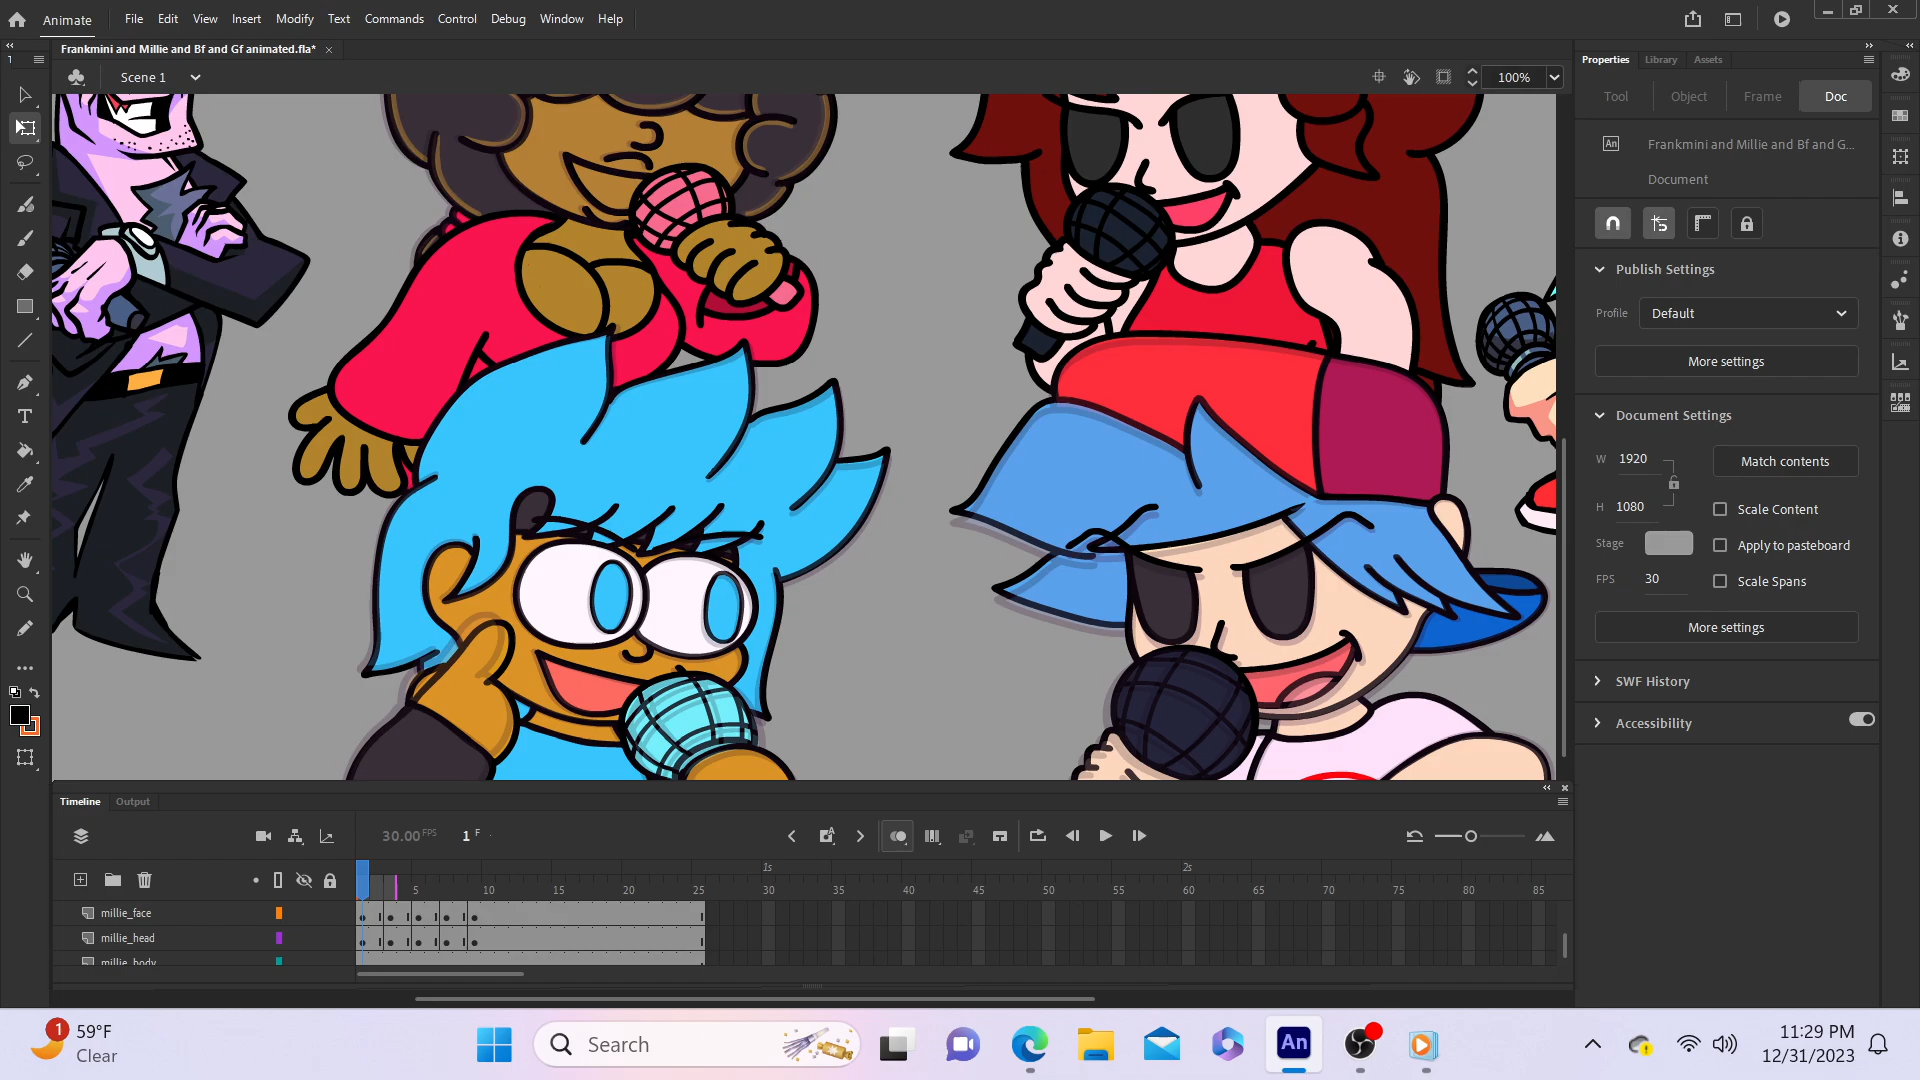 Animate
File Edit View Insert Modify Text Commands Control Debug Window Help
Frankmini and Millie and Bf and Gf animated.fla*
Scene 1
100%
Properties Library Assets
Tool Object Frame Doc
An Frankmini and Millie and Bf and G...
Document
Publish Settings
Profile Default
More settings
Document Settings
W 1920
Match contents
H 1080
Scale Content
Stage Apply to pasteboard
FPS 30 Scale Spans
More settings
SWF History
Accessibility
Timeline Output
30.00 FPS 1 F
1s 2s
5 10 15 20 25 30 35 40 45 50 55 60 65 70 75 80 85
millie_face
millie_head
millie_body
1 59°F
Clear
Search
An
11:29 PM
12/31/2023